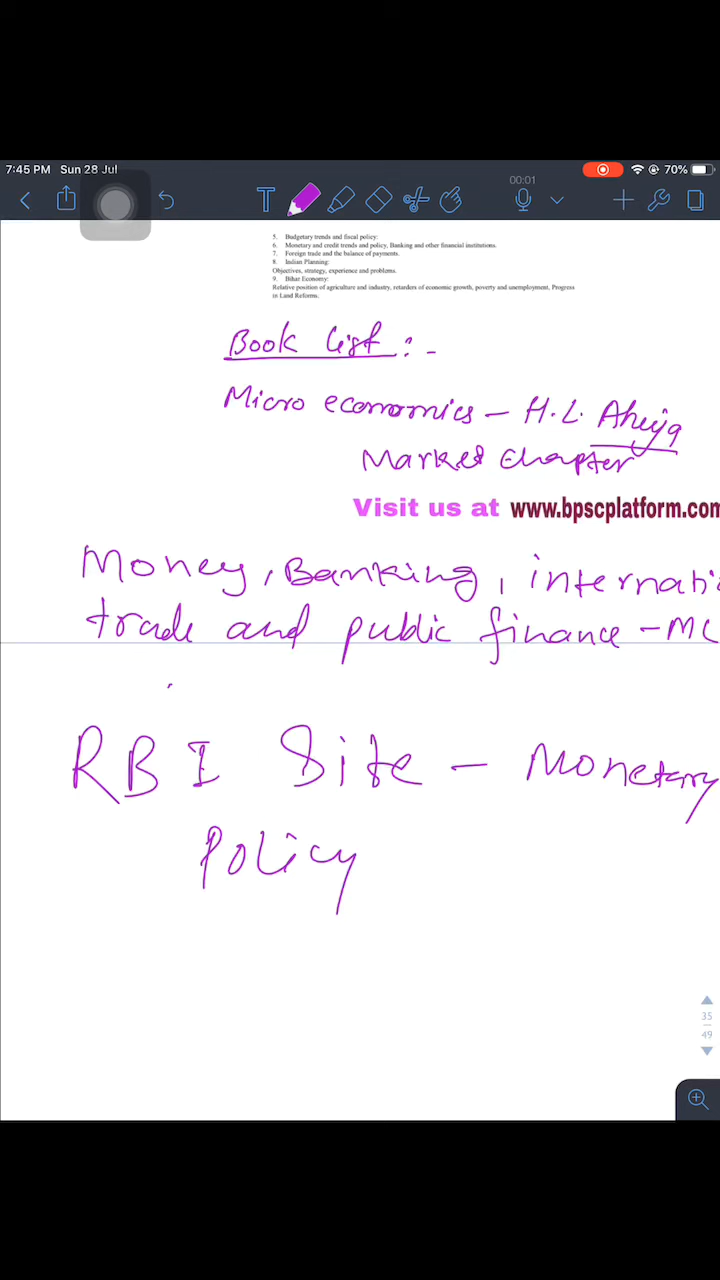 7:45 PM Sun 28 Jul 70%
00:01
T
5. Budgetary trends and fiscal policy:
6. Monetary and credit trends and policy, Banking and other financial institutions.
7. Foreign trade and the balance of payments.
8. Indian Planning:
Objectives, strategy, experience and problems.
9. Bihar Economy:
Relative position of agriculture and industry, retarders of economic growth, poverty and unemployment, Progress
in Land Reforms.
Book List :-
Micro economics - H.L. Ahuja
Market chapter
Visit us at www.bpscplatform.com
Money, Banking, internati
trade and public finance - ML
RBI Site - Monetary
Policy
35
49